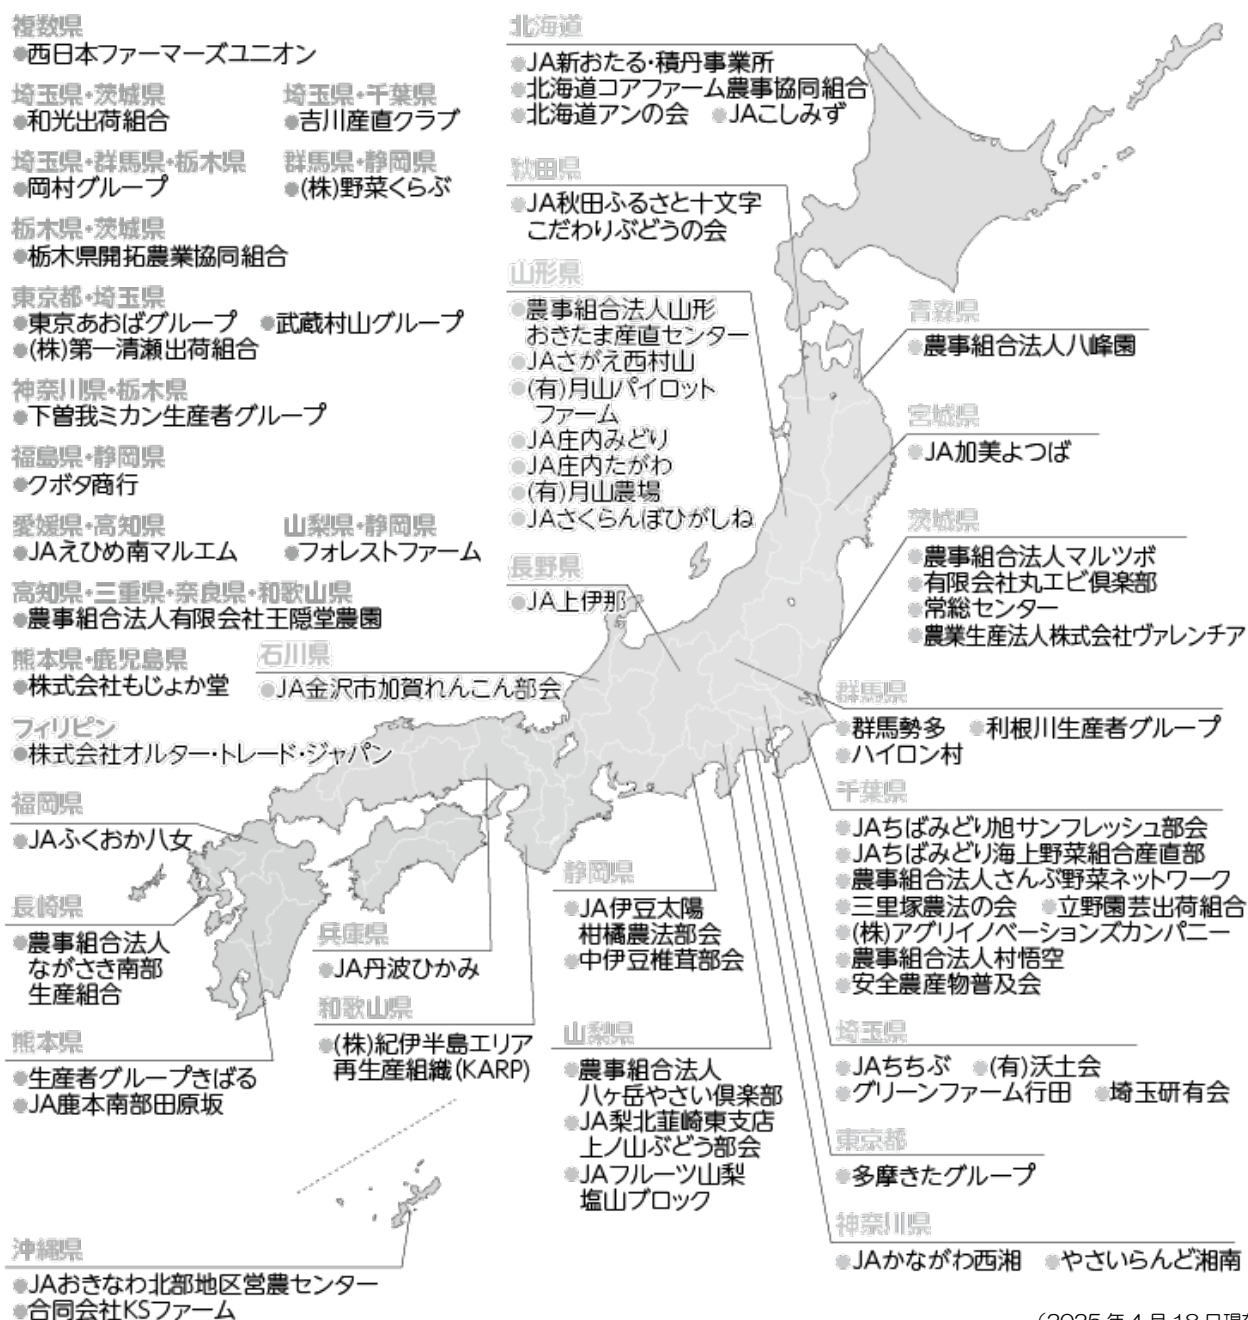 複数県
●西日本ファーマーズユニオン
埼玉県・茨城県
●和光出荷組合
埼玉県・千葉県
●吉川産直クラブ
埼玉県・群馬県・栃木県
●岡村グループ
群馬県・静岡県
●(株)野菜くらぶ
栃木県・茨城県
●栃木県開拓農業協同組合
東京都・埼玉県
●東京あおばグループ ●武蔵村山グループ
●(株)第一清瀬出荷組合
神奈川県・栃木県
●下曽我ミカン生産者グループ
福島県・静岡県
●クボタ商行
愛媛県・高知県
●JAえひめ南マルエム
山梨県・静岡県
●フォレストファーム
高知県・三重県・奈良県・和歌山県
●農事組合法人有限会社王隠堂農園
熊本県・鹿児島県
●株式会社もじょか堂
石川県
●JA金沢市加賀れんこん部会
フィリピン
●株式会社オルター・トレード・ジャパン
福岡県
●JAふくおか八女
長崎県
●農事組合法人
ながさき南部
生産組合
熊本県
●生産者グループきばる
●JA鹿本南部田原坂
沖縄県
●JAおきなわ北部地区営農センター
●合同会社KSファーム
兵庫県
●JA丹波ひかみ
和歌山県
●(株)紀伊半島エリア
再生産組織(KARP)
北海道
●JA新おたる・積丹事業所
●北海道コアファーム農事協同組合
●北海道アンの会 ●JAこしみず
秋田県
●JA秋田ふるさと十文字
こだわりぶどうの会
山形県
●農事組合法人山形
おきたま産直センター
●JAさがえ西村山
●(有)月山パイロット
ファーム
●JA庄内みどり
●JA庄内たがわ
●(有)月山農場
●JAさくらんぼひがしね
長野県
●JA上伊那
静岡県
●JA伊豆太陽
柑橘農法部会
●中伊豆椎茸部会
山梨県
●農事組合法人
八ヶ岳やさい倶楽部
●JA梨北韮崎東支店
上ノ山ぶどう部会
●JAフルーツ山梨
塩山ブロック
青森県
●農事組合法人八峰園
宮城県
●JA加美よつば
茨城県
●農事組合法人マルツボ
●有限会社丸エビ倶楽部
●常総センター
●農業生産法人株式会社ヴァレンチア
群馬県
●群馬勢多 ●利根川生産者グループ
●ハイロン村
千葉県
●JAちばみどり旭サンフレッシュ部会
●JAちばみどり海上野菜組合産直部
●農事組合法人さんぶ野菜ネットワーク
●三里塚農法の会 ●立野園芸出荷組合
●(株)アグリイノベーションズカンパニー
●農事組合法人村悟空
●安全農産物普及会
埼玉県
●JAちちぶ ●(有)沃土会
●グリーンファーム行田 ●埼玉研有会
東京都
●多摩きたグループ
神奈川県
●JAかながわ西湘 ●やさいらんど湘南
(2025年4月18日現在